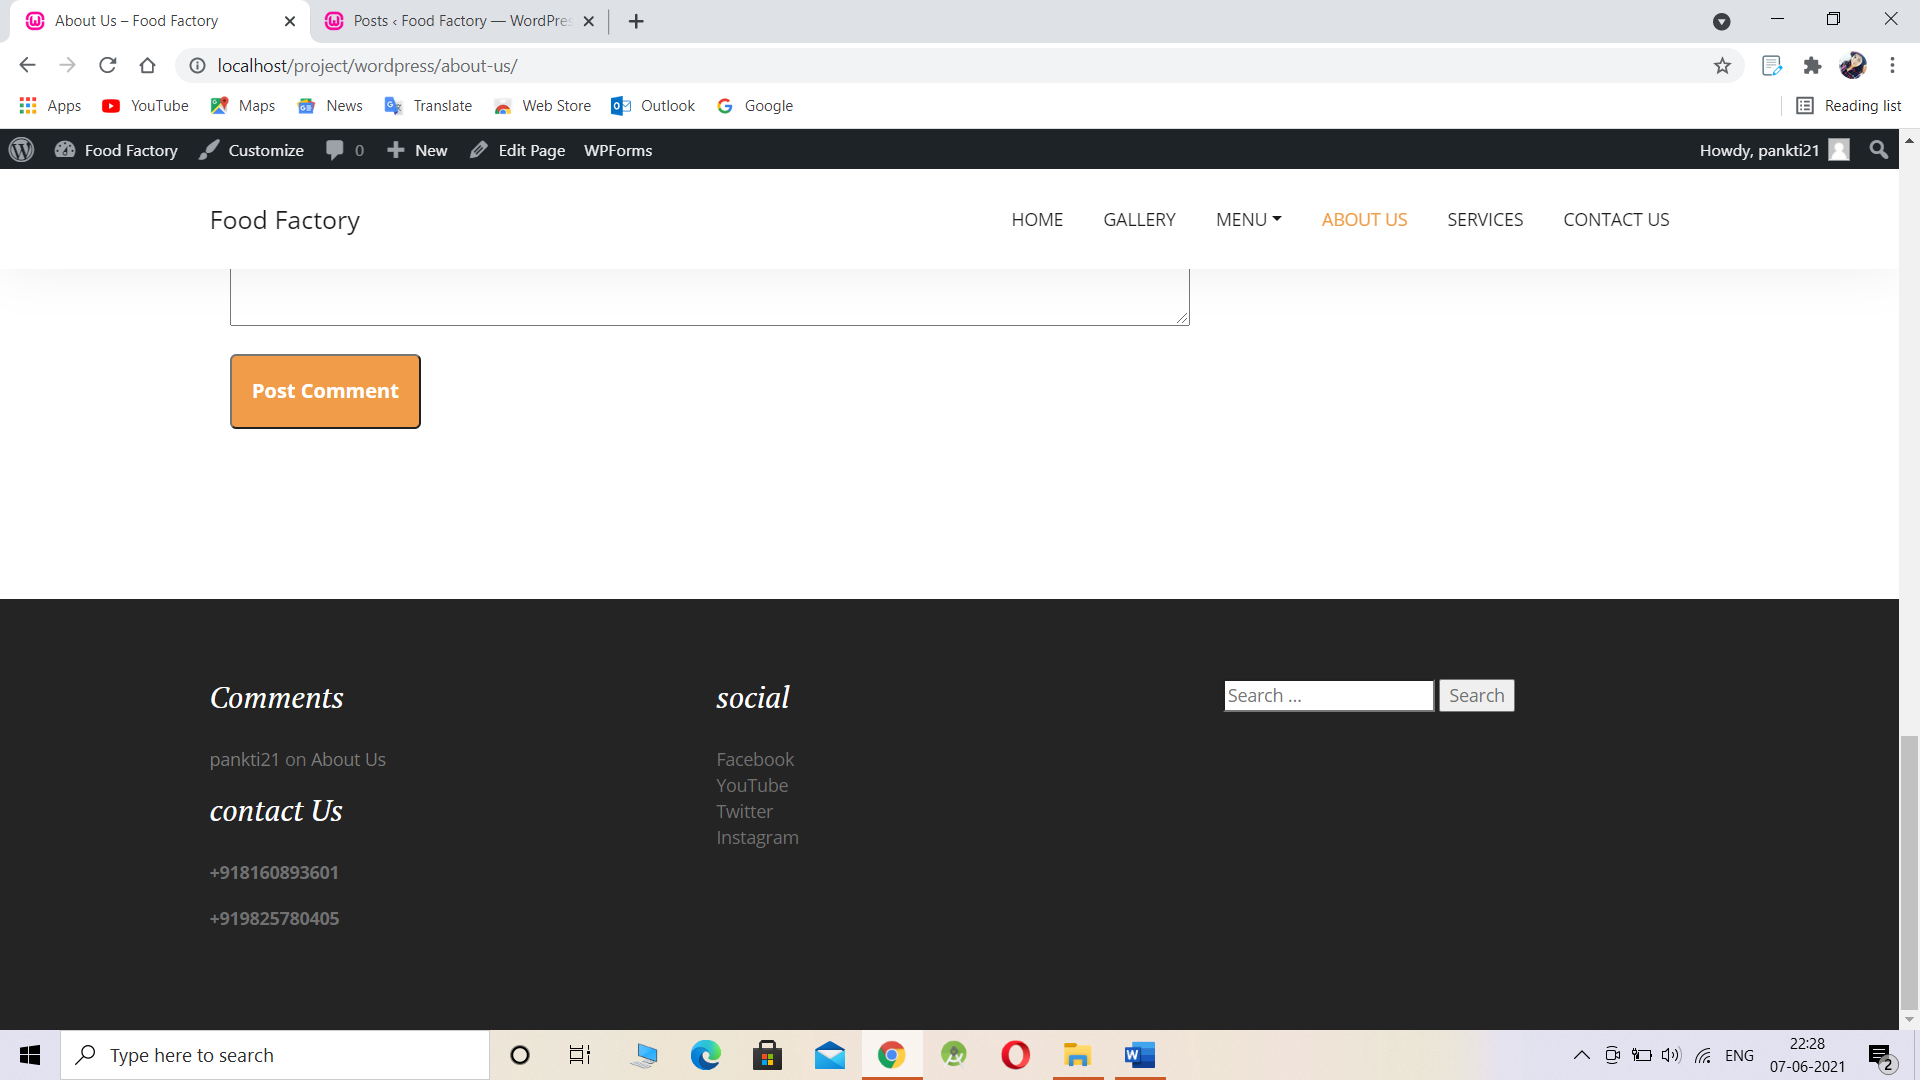 About Us – Food Factory
Posts ‹ Food Factory — WordPres
localhost/project/wordpress/about-us/
Apps YouTube Maps News Translate Web Store Outlook Google Reading list
Food Factory Customize 0 New Edit Page WPForms Howdy, pankti21
Food Factory HOME GALLERY MENU ABOUT US SERVICES CONTACT US
Post Comment
Comments
pankti21 on About Us
contact Us
+918160893601
+919825780405
social
Facebook
YouTube
Twitter
Instagram
Search ... Search
Type here to search
ENG
22:28
07-06-2021
2